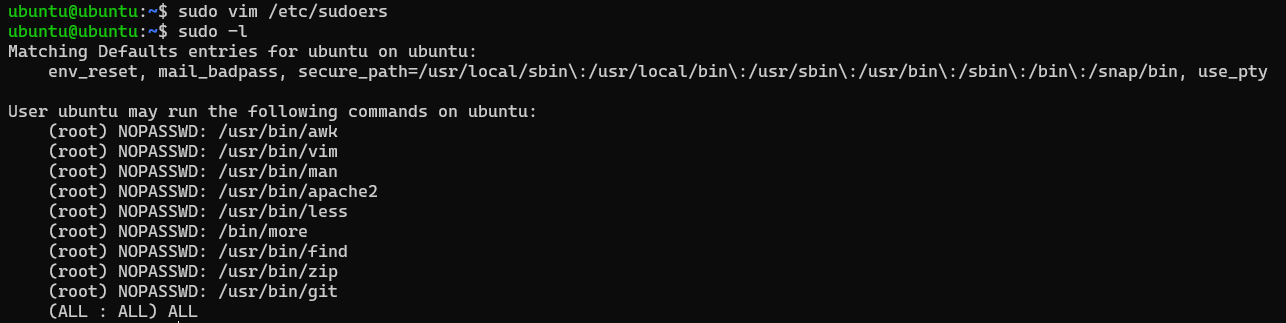 ubuntu@ubuntu:~$ sudo vim /etc/sudoers
ubuntu@ubuntu:~$ sudo -l
Matching Defaults entries for ubuntu on ubuntu:
    env_reset, mail_badpass, secure_path=/usr/local/sbin\:/usr/local/bin\:/usr/sbin\:/usr/bin\:/sbin\:/bin\:/snap/bin, use_pty

User ubuntu may run the following commands on ubuntu:
    (root) NOPASSWD: /usr/bin/awk
    (root) NOPASSWD: /usr/bin/vim
    (root) NOPASSWD: /usr/bin/man
    (root) NOPASSWD: /usr/bin/apache2
    (root) NOPASSWD: /usr/bin/less
    (root) NOPASSWD: /bin/more
    (root) NOPASSWD: /usr/bin/find
    (root) NOPASSWD: /usr/bin/zip
    (root) NOPASSWD: /usr/bin/git
    (ALL : ALL) ALL